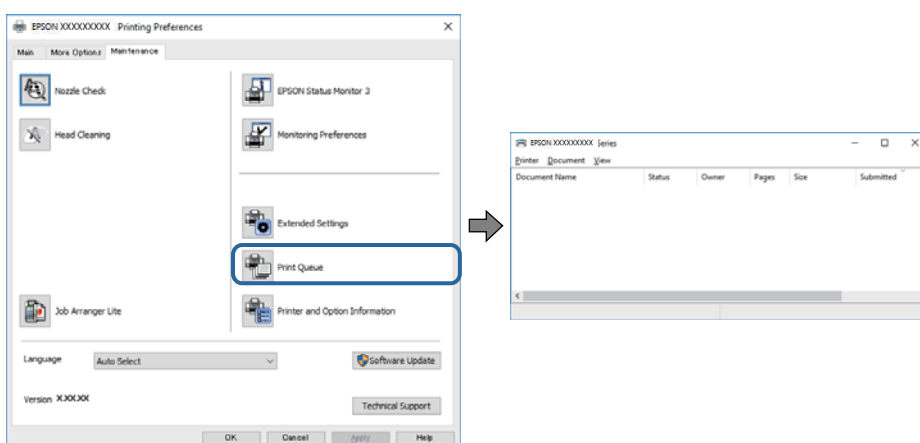 EPSON XXXXXXXXX Printing Preferences
Main More Options Maintenance
Nozzle Check
EPSON Status Monitor 3
Head Cleaning
Monitoring Preferences
Extended Settings
Print Queue
Job Arranger Lite
Printer and Option Information
Language Auto Select Software Update
Version X.XX.XX
Technical Support
OK Cancel Apply Help
EPSON XXXXXXXXX Series
Printer Document View
Document Name Status Owner Pages Size Submitted